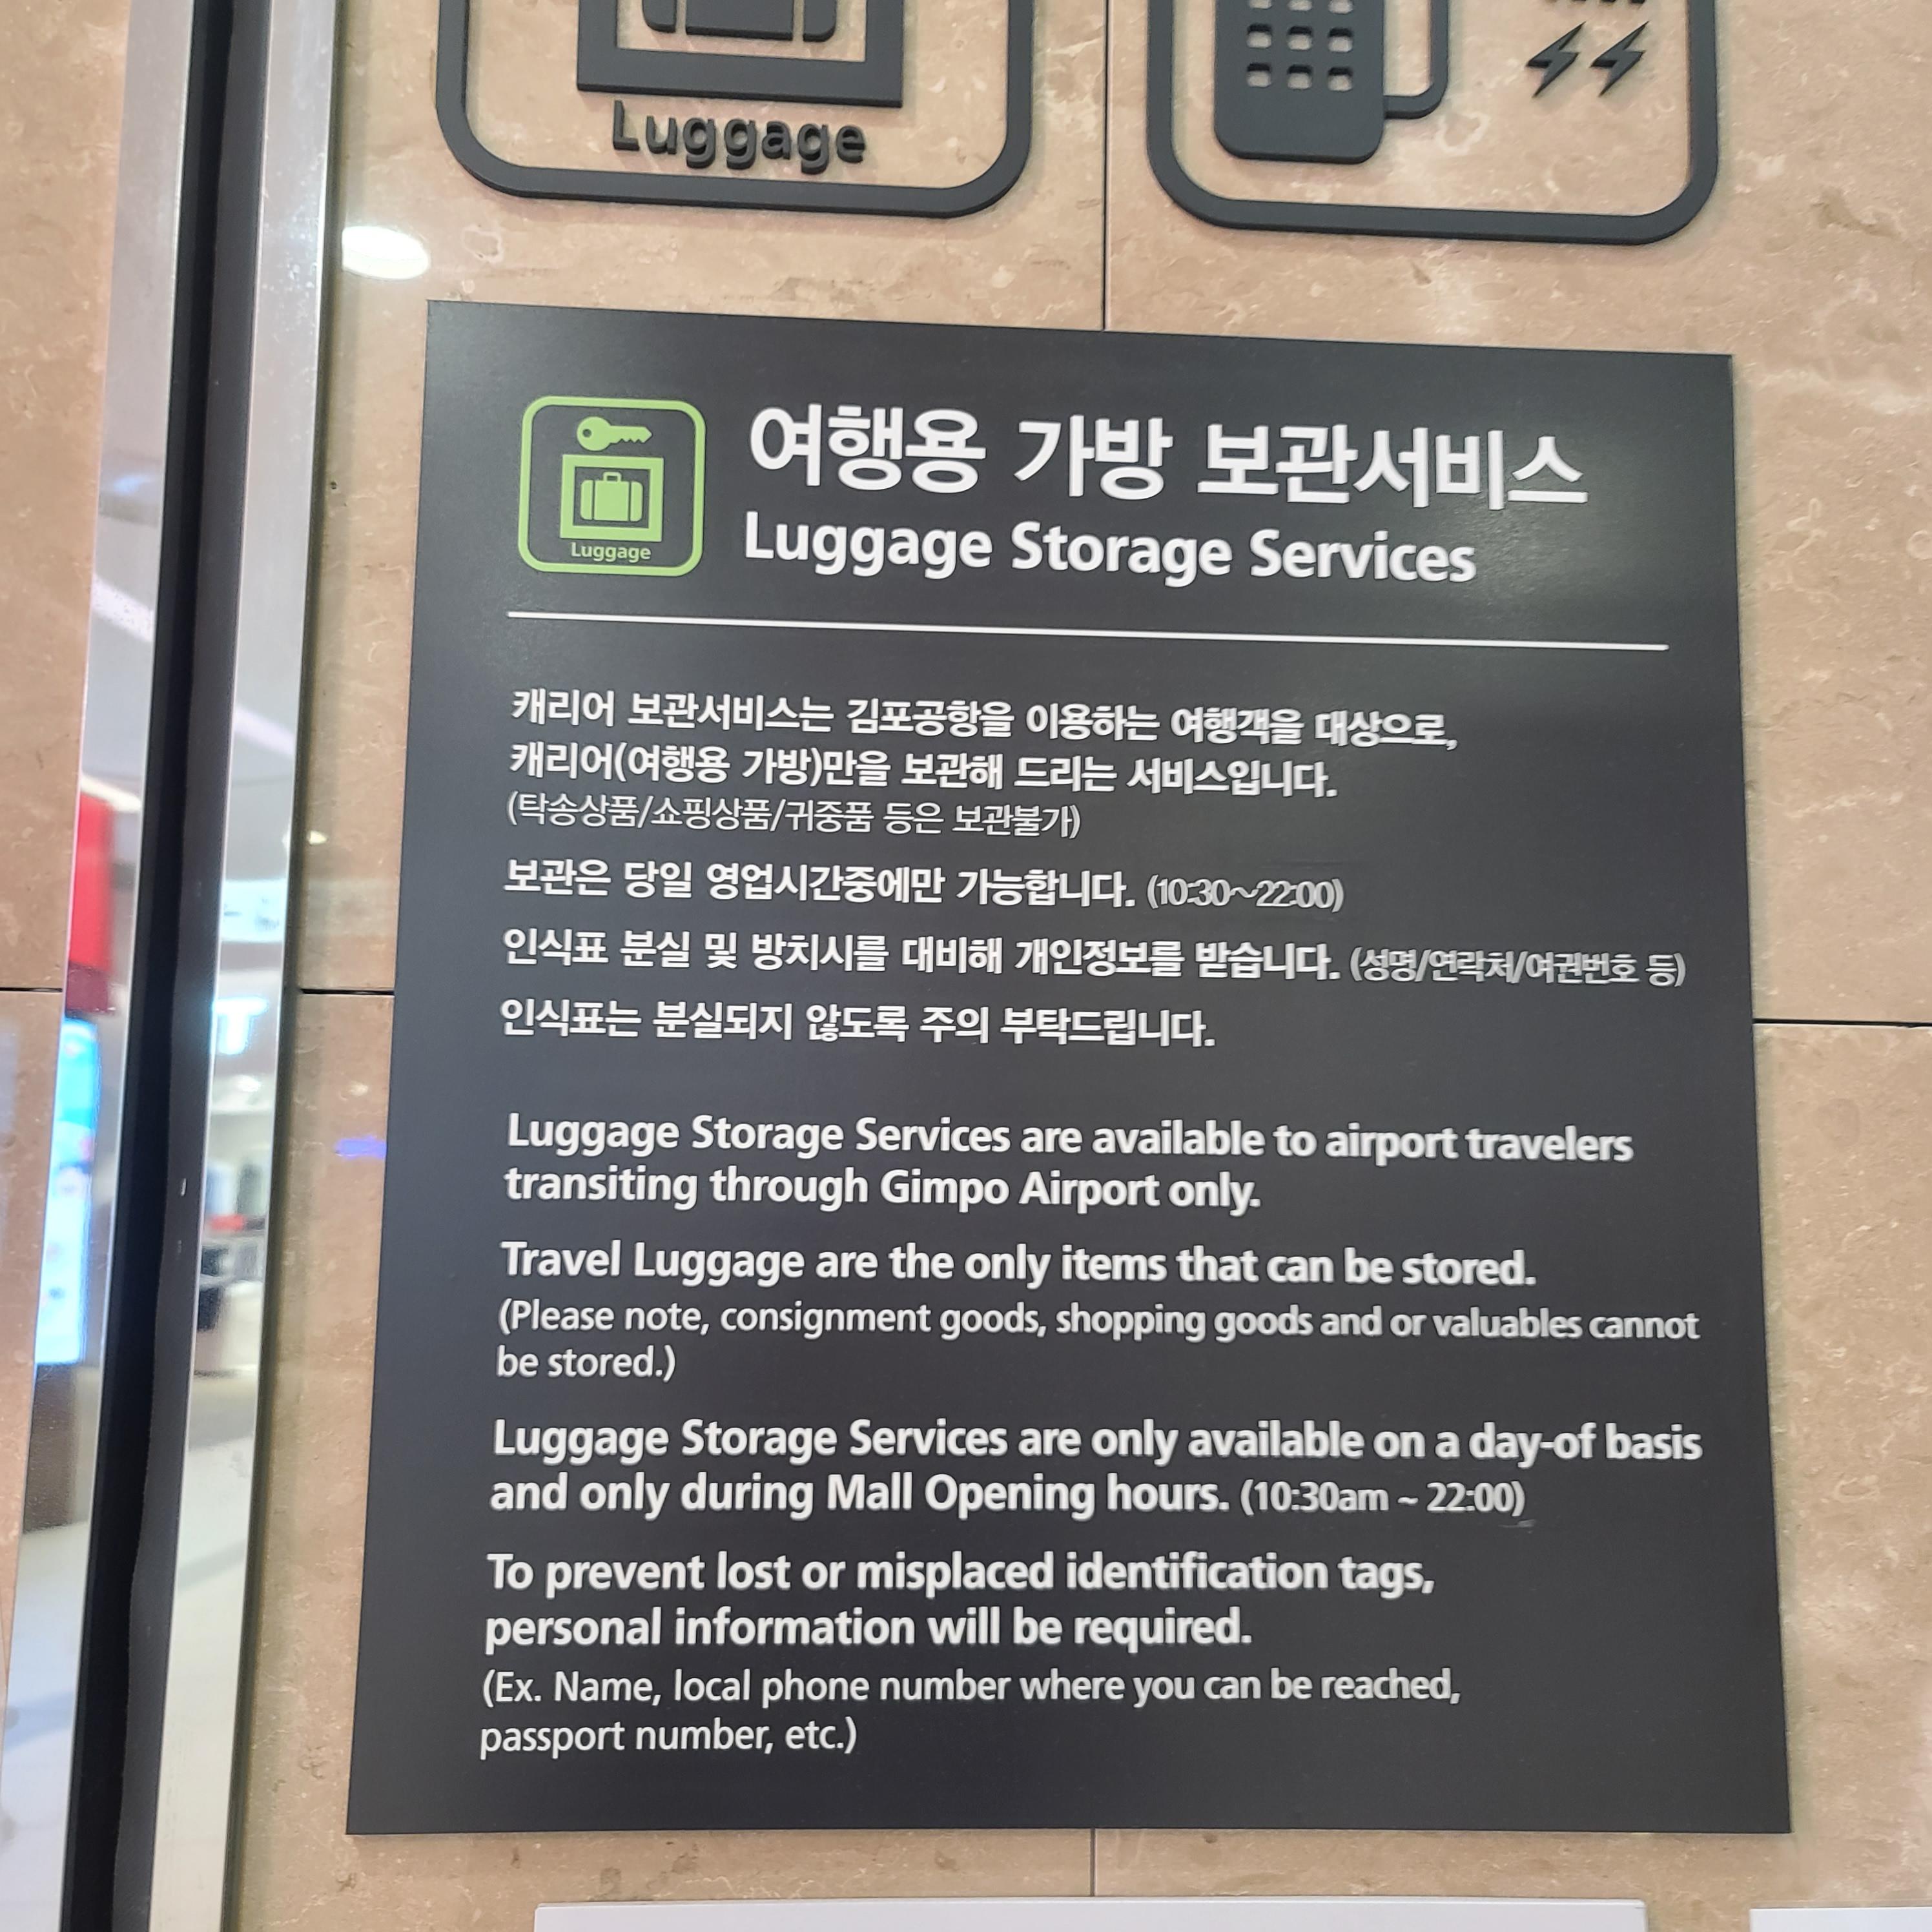 Luggage
Luggage
여행용 가방 보관서비스
Luggage Storage Services
캐리어 보관서비스는 김포공항을 이용하는 여행객을 대상으로,
캐리어(여행용 가방)만을 보관해 드리는 서비스입니다.
(탁송상품/쇼핑상품/귀중품 등은 보관불가)
보관은 당일 영업시간중에만 가능합니다. (10:30~22:00)
인식표 분실 및 방치시를 대비해 개인정보를 받습니다. (성명/연락처/여권번호 등)
인식표는 분실되지 않도록 주의 부탁드립니다.
Luggage Storage Services are available to airport travelers
transiting through Gimpo Airport only.
Travel Luggage are the only items that can be stored.
(Please note, consignment goods, shopping goods and or valuables cannot
be stored.)
Luggage Storage Services are only available on a day-of basis
and only during Mall Opening hours. (10:30am ~ 22:00)
To prevent lost or misplaced identification tags,
personal information will be required.
(Ex. Name, local phone number where you can be reached,
passport number, etc.)